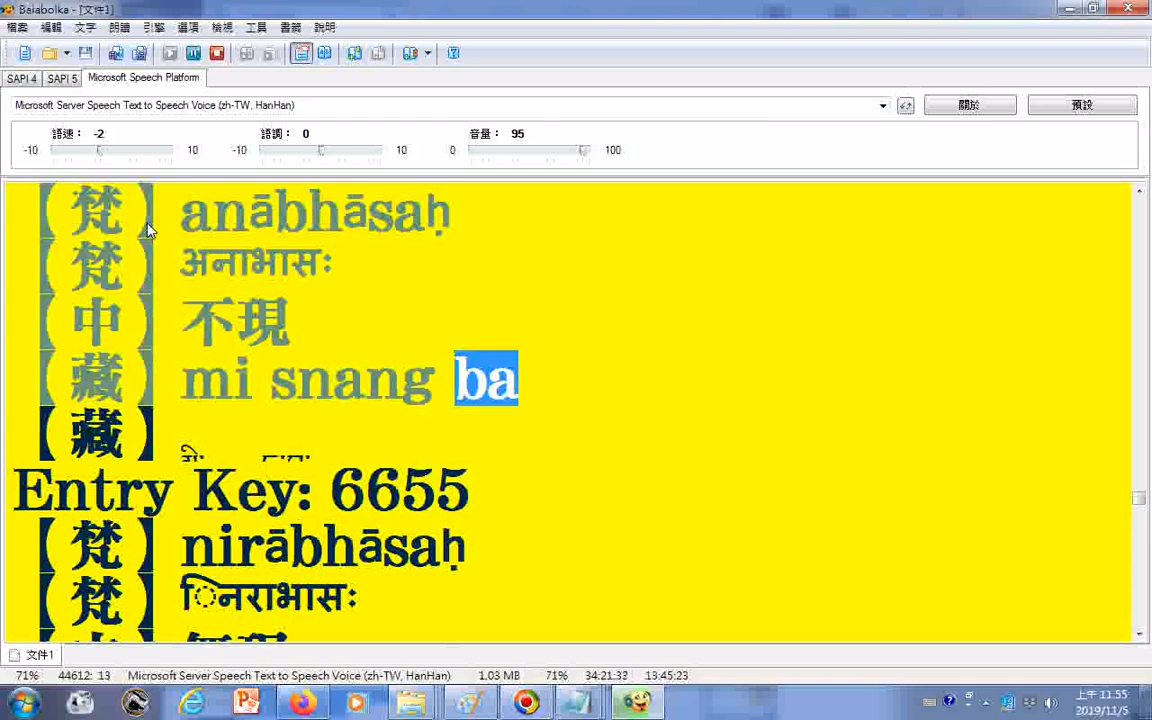 Balabolka - [文件1]
檔案 編輯 文字 朗讀 引擎 選項 檢視 工具 書籤 說明
SAPI 4 SAPI 5 Microsoft Speech Platform
Microsoft Server Speech Text to Speech Voice (zh-TW, HanHan) 關於 預設
語速： -2 語調： 0 音量： 95
-10 10 -10 10 0 100
【梵】 anābhāsaḥ
【梵】 अनाभासः
【中】 不現
【藏】 mi snang ba
【藏】
Entry Key: 6655
【梵】 nirābhāsaḥ
【梵】 िनराभासः
文件1
71% 44612: 13 Microsoft Server Speech Text to Speech Voice (zh-TW, HanHan) 1.03 MB 71% 34:21:33 13:45:23
上午 11:55
2019/11/5